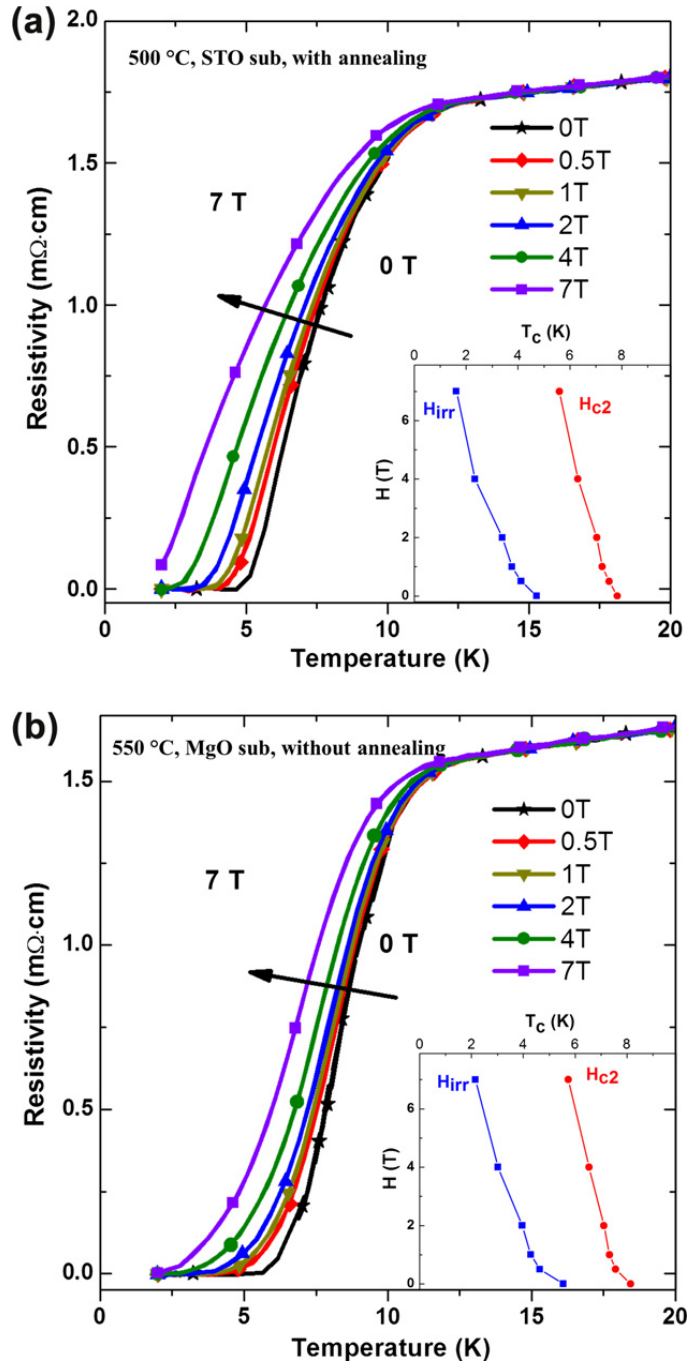 (a)
500 °C, STO sub, with annealing
2.0
1.5
1.0
0.5
0.0
Resistivity (mΩ·cm)
7 T
0 T
0T
0.5T
1T
2T
4T
7T
Tc (K)
0 4 8
Hirr
Hc2
6
4
2
0
H (T)
0 5 10 15 20
Temperature (K)
(b)
550 °C, MgO sub, without annealing
1.5
1.0
0.5
0.0
Resistivity (mΩ·cm)
7 T
0 T
0T
0.5T
1T
2T
4T
7T
Tc (K)
0 2 4 6 8
Hirr
Hc2
6
4
2
0
H (T)
0 5 10 15 20
Temperature (K)